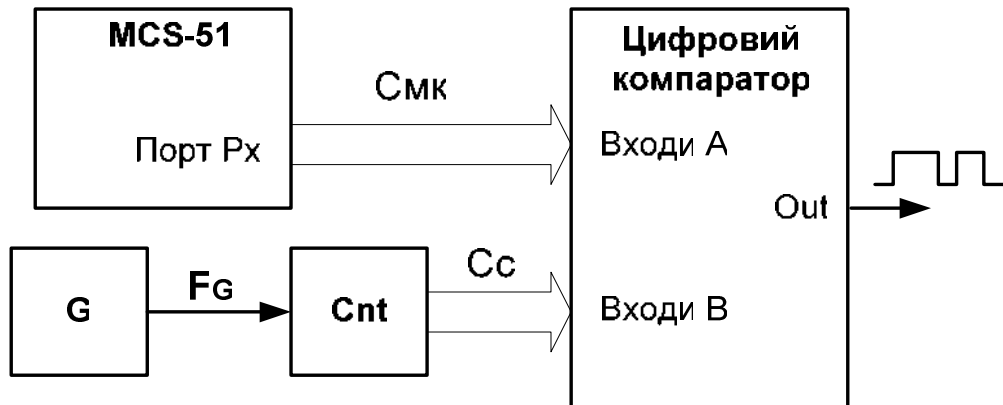 MCS-51
Порт Px
Смк
Цифровий
компаратор
Входи A
Out
G
FG
Cnt
Cc
Входи B